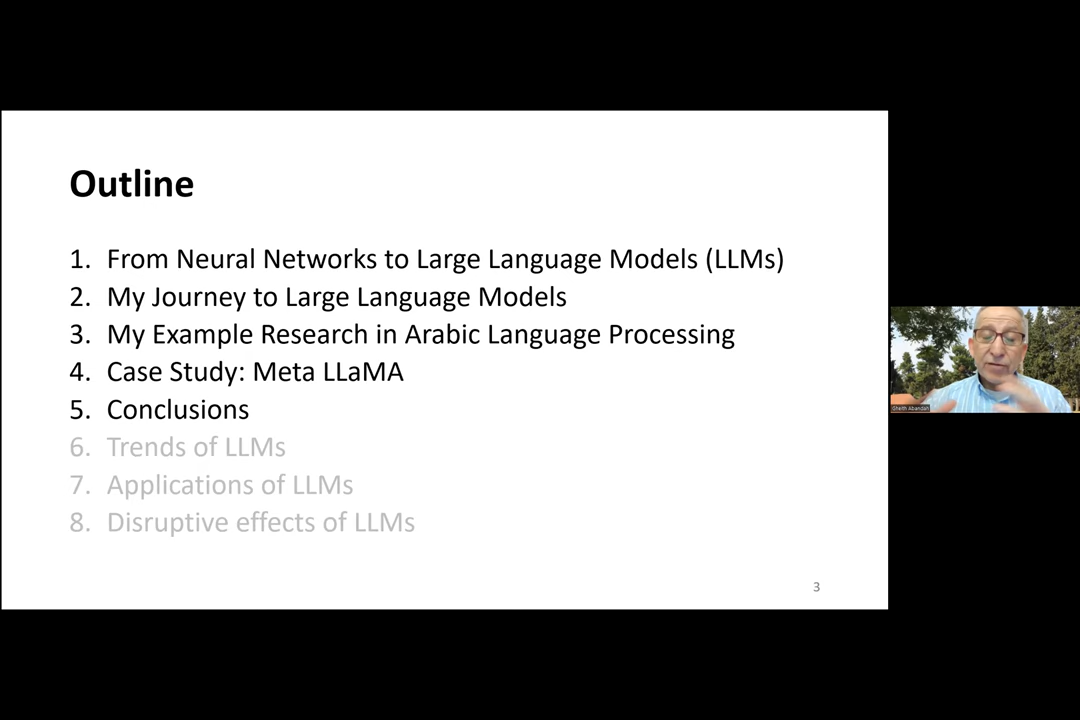 Outline
1. From Neural Networks to Large Language Models (LLMs)
2. My Journey to Large Language Models
3. My Example Research in Arabic Language Processing
4. Case Study: Meta LLaMA
5. Conclusions
6. Trends of LLMs
7. Applications of LLMs
8. Disruptive effects of LLMs
3
Gheith Abandah